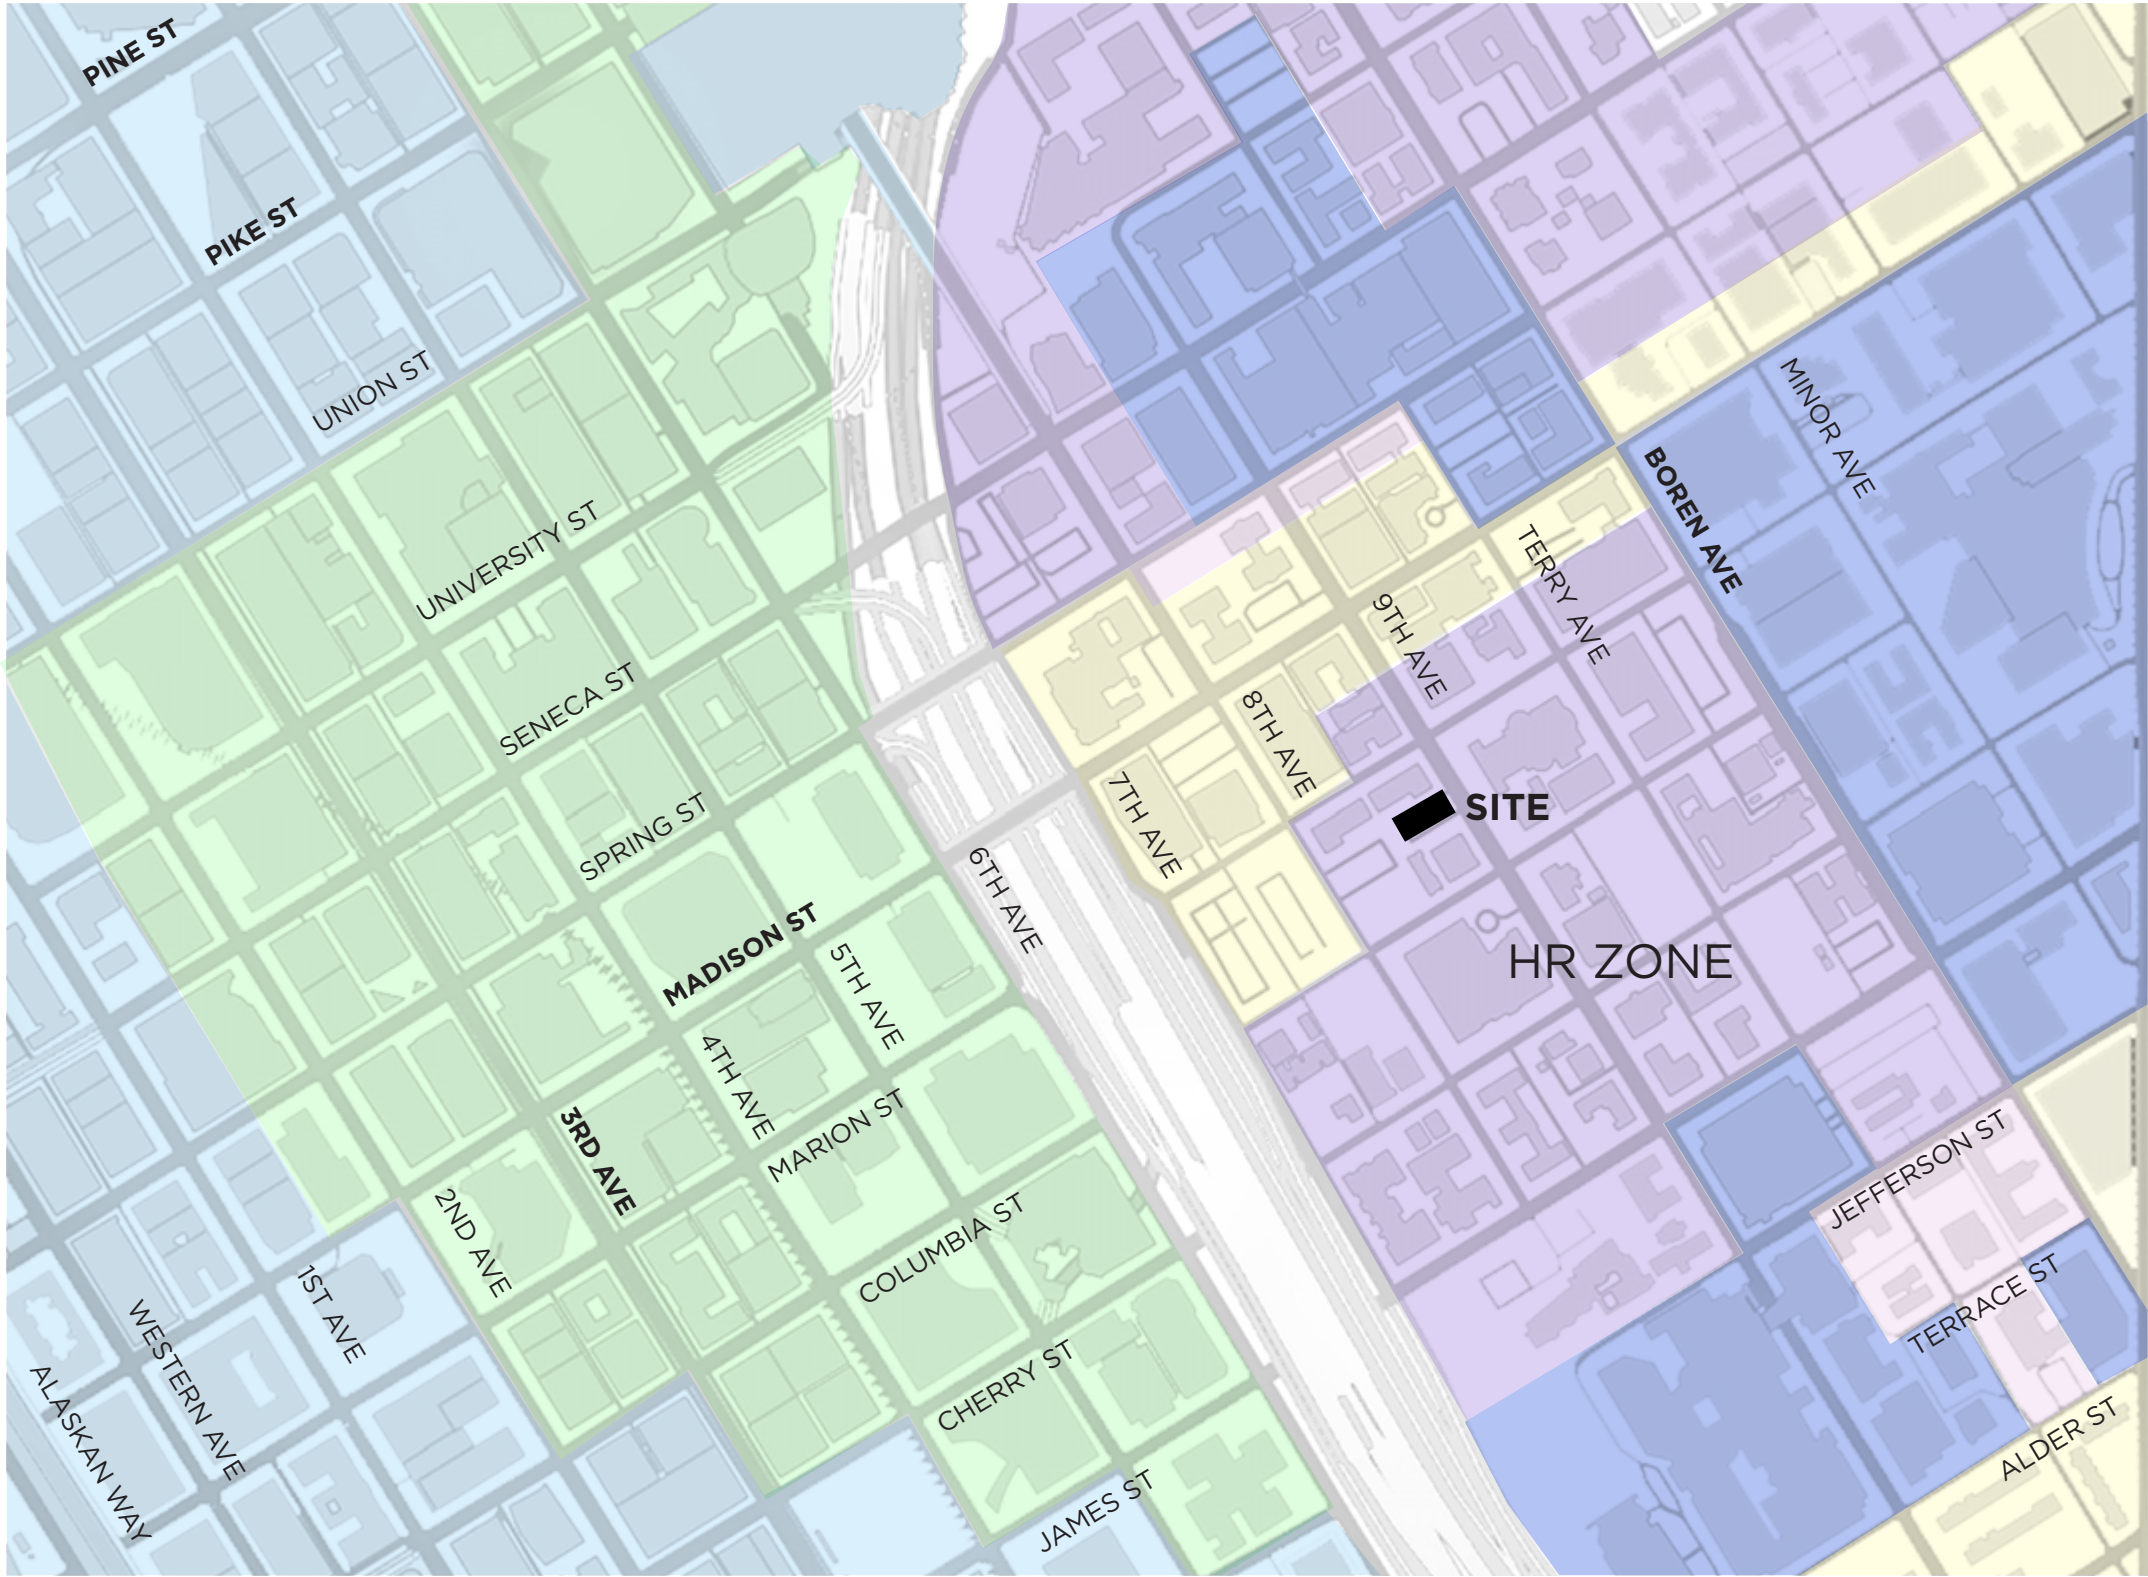 PINE ST
PIKE ST
UNION ST
UNIVERSITY ST
SENECA ST
SPRING ST
MADISON ST
MARION ST
COLUMBIA ST
CHERRY ST
JAMES ST
ALASKAN WAY
WESTERN AVE
1ST AVE
2ND AVE
3RD AVE
4TH AVE
5TH AVE
6TH AVE
7TH AVE
8TH AVE
9TH AVE
TERRY AVE
BOREN AVE
MINOR AVE
SITE
HR ZONE
JEFFERSON ST
TERRACE ST
ALDER ST